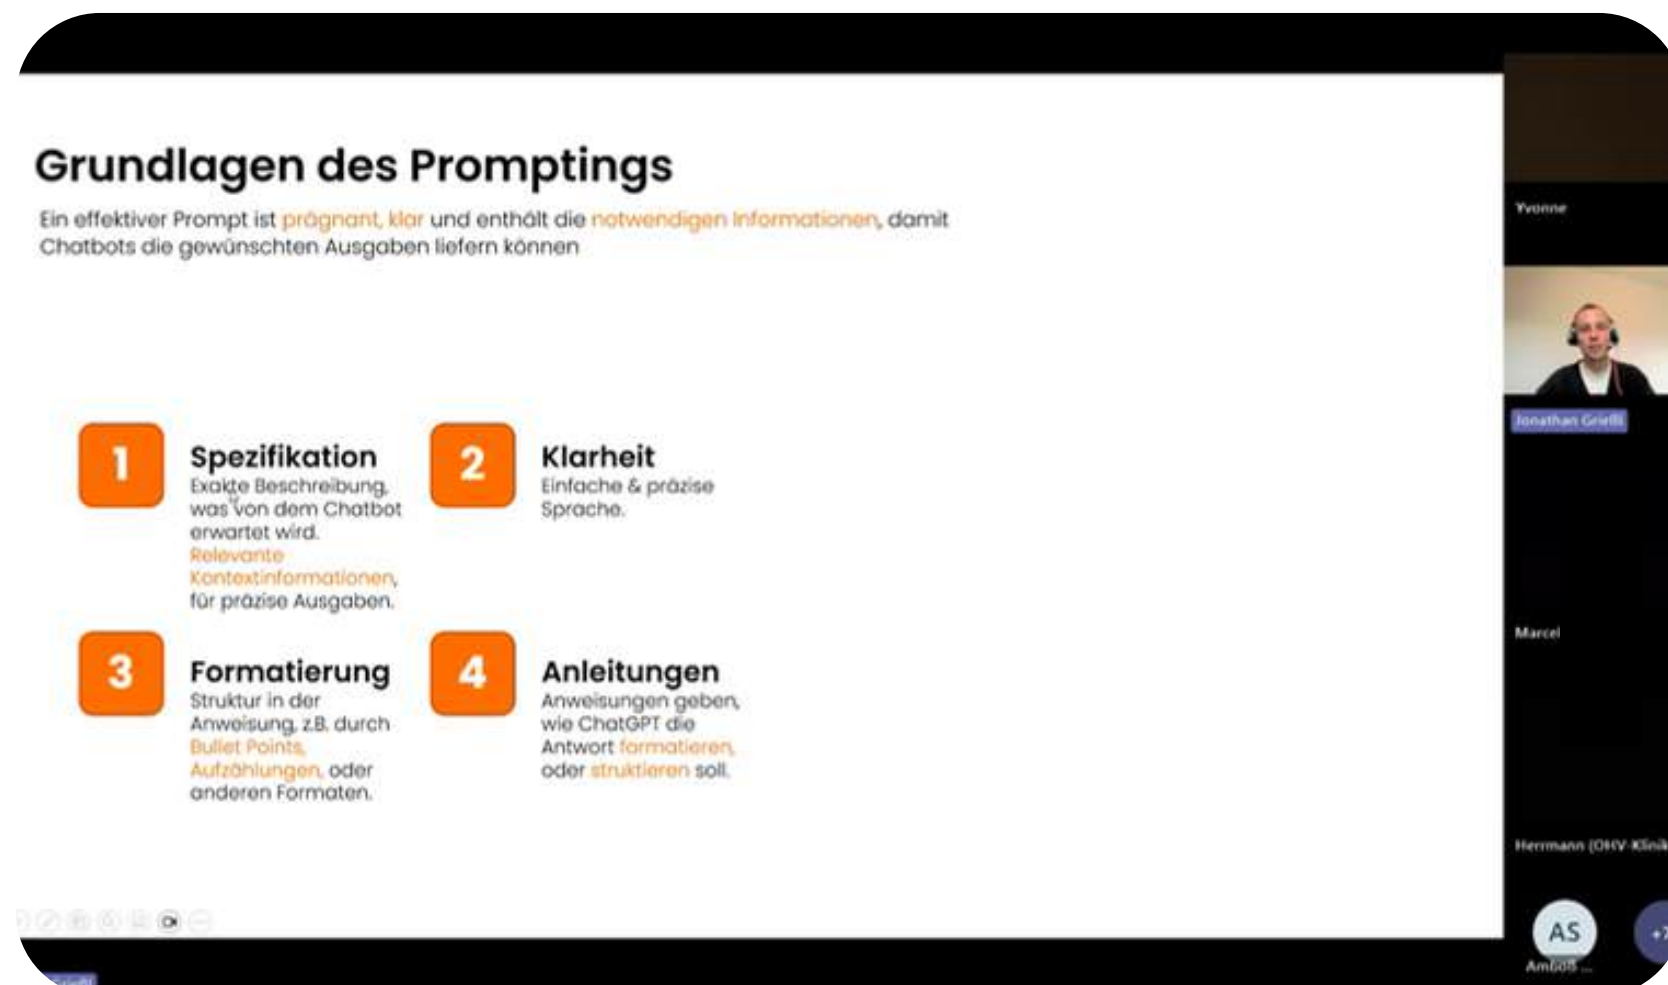 Grundlagen des Promptings
Ein effektiver Prompt ist prägnant, klar und enthält die notwendigen Informationen, damit
Chatbots die gewünschten Ausgaben liefern können
1
Spezifikation
Exakte Beschreibung,
was von dem Chatbot
erwartet wird.
Relevante
Kontextinformationen,
für präzise Ausgaben.
2
Klarheit
Einfache & präzise
Sprache.
3
Formatierung
Struktur in der
Anweisung, z.B. durch
Bullet Points,
Aufzählungen, oder
anderen Formaten.
4
Anleitungen
Anweisungen geben,
wie ChatGPT die
Antwort formatieren,
oder struktieren soll.
Yvonne
Jonathan
Marcel
Herrmann (OHV-Klinik
AS